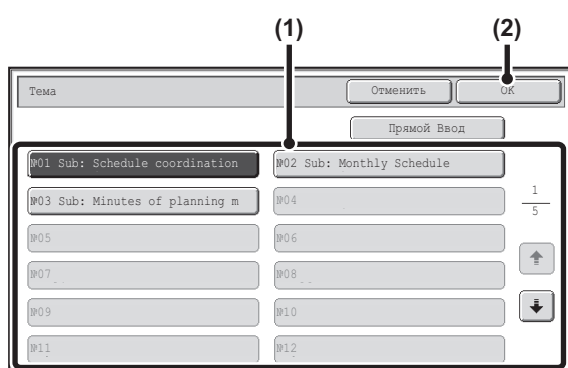 (1) (2)
Тема Отменить OK
Прямой Ввод
№01 Sub: Schedule coordination №02 Sub: Monthly Schedule
№03 Sub: Minutes of planning m №04
1
5
№05 №06
№07 №08
№09 №10
№11 №12